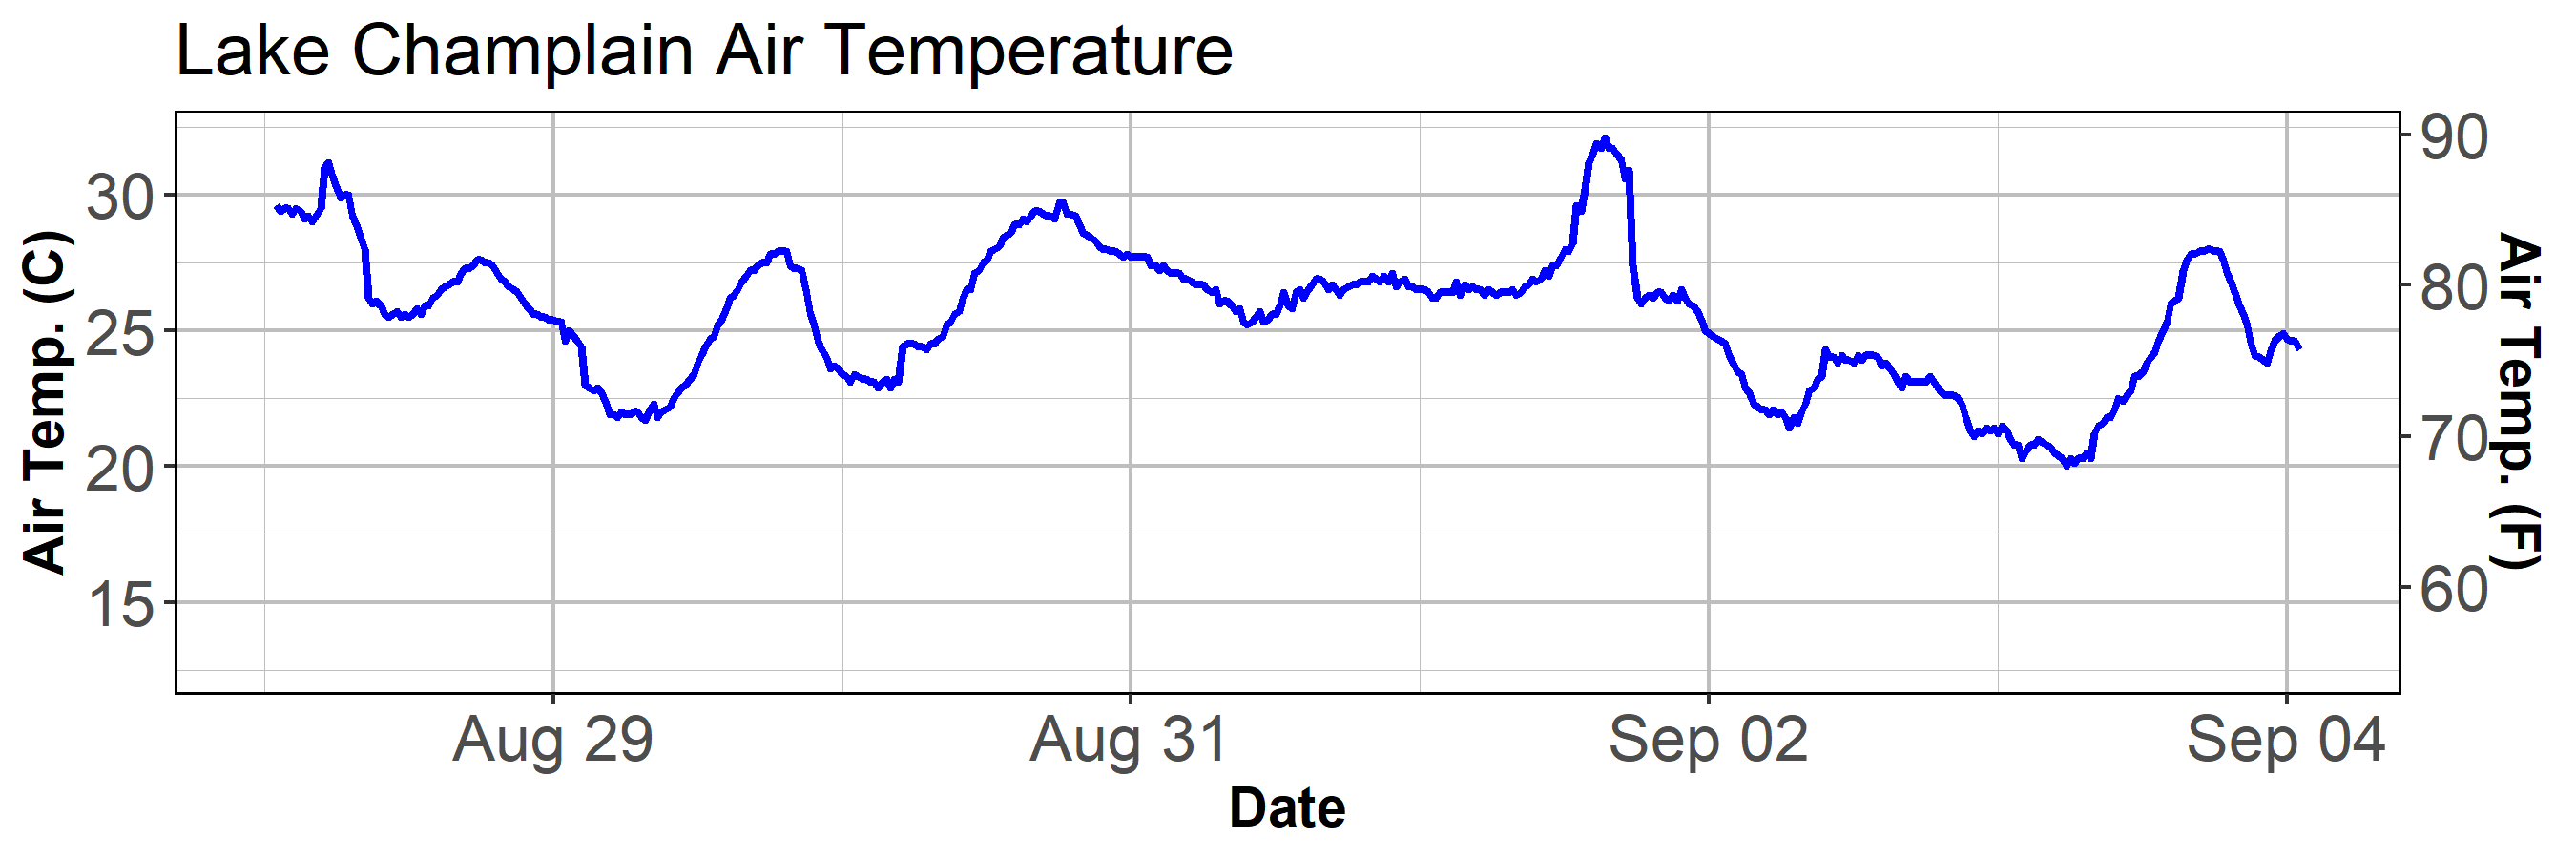 Lake Champlain Air Temperature
Air Temp. (C)
30
25
20
15
90
80
70
60
Air Temp. (F)
Aug 29 Aug 31 Sep 02 Sep 04
Date